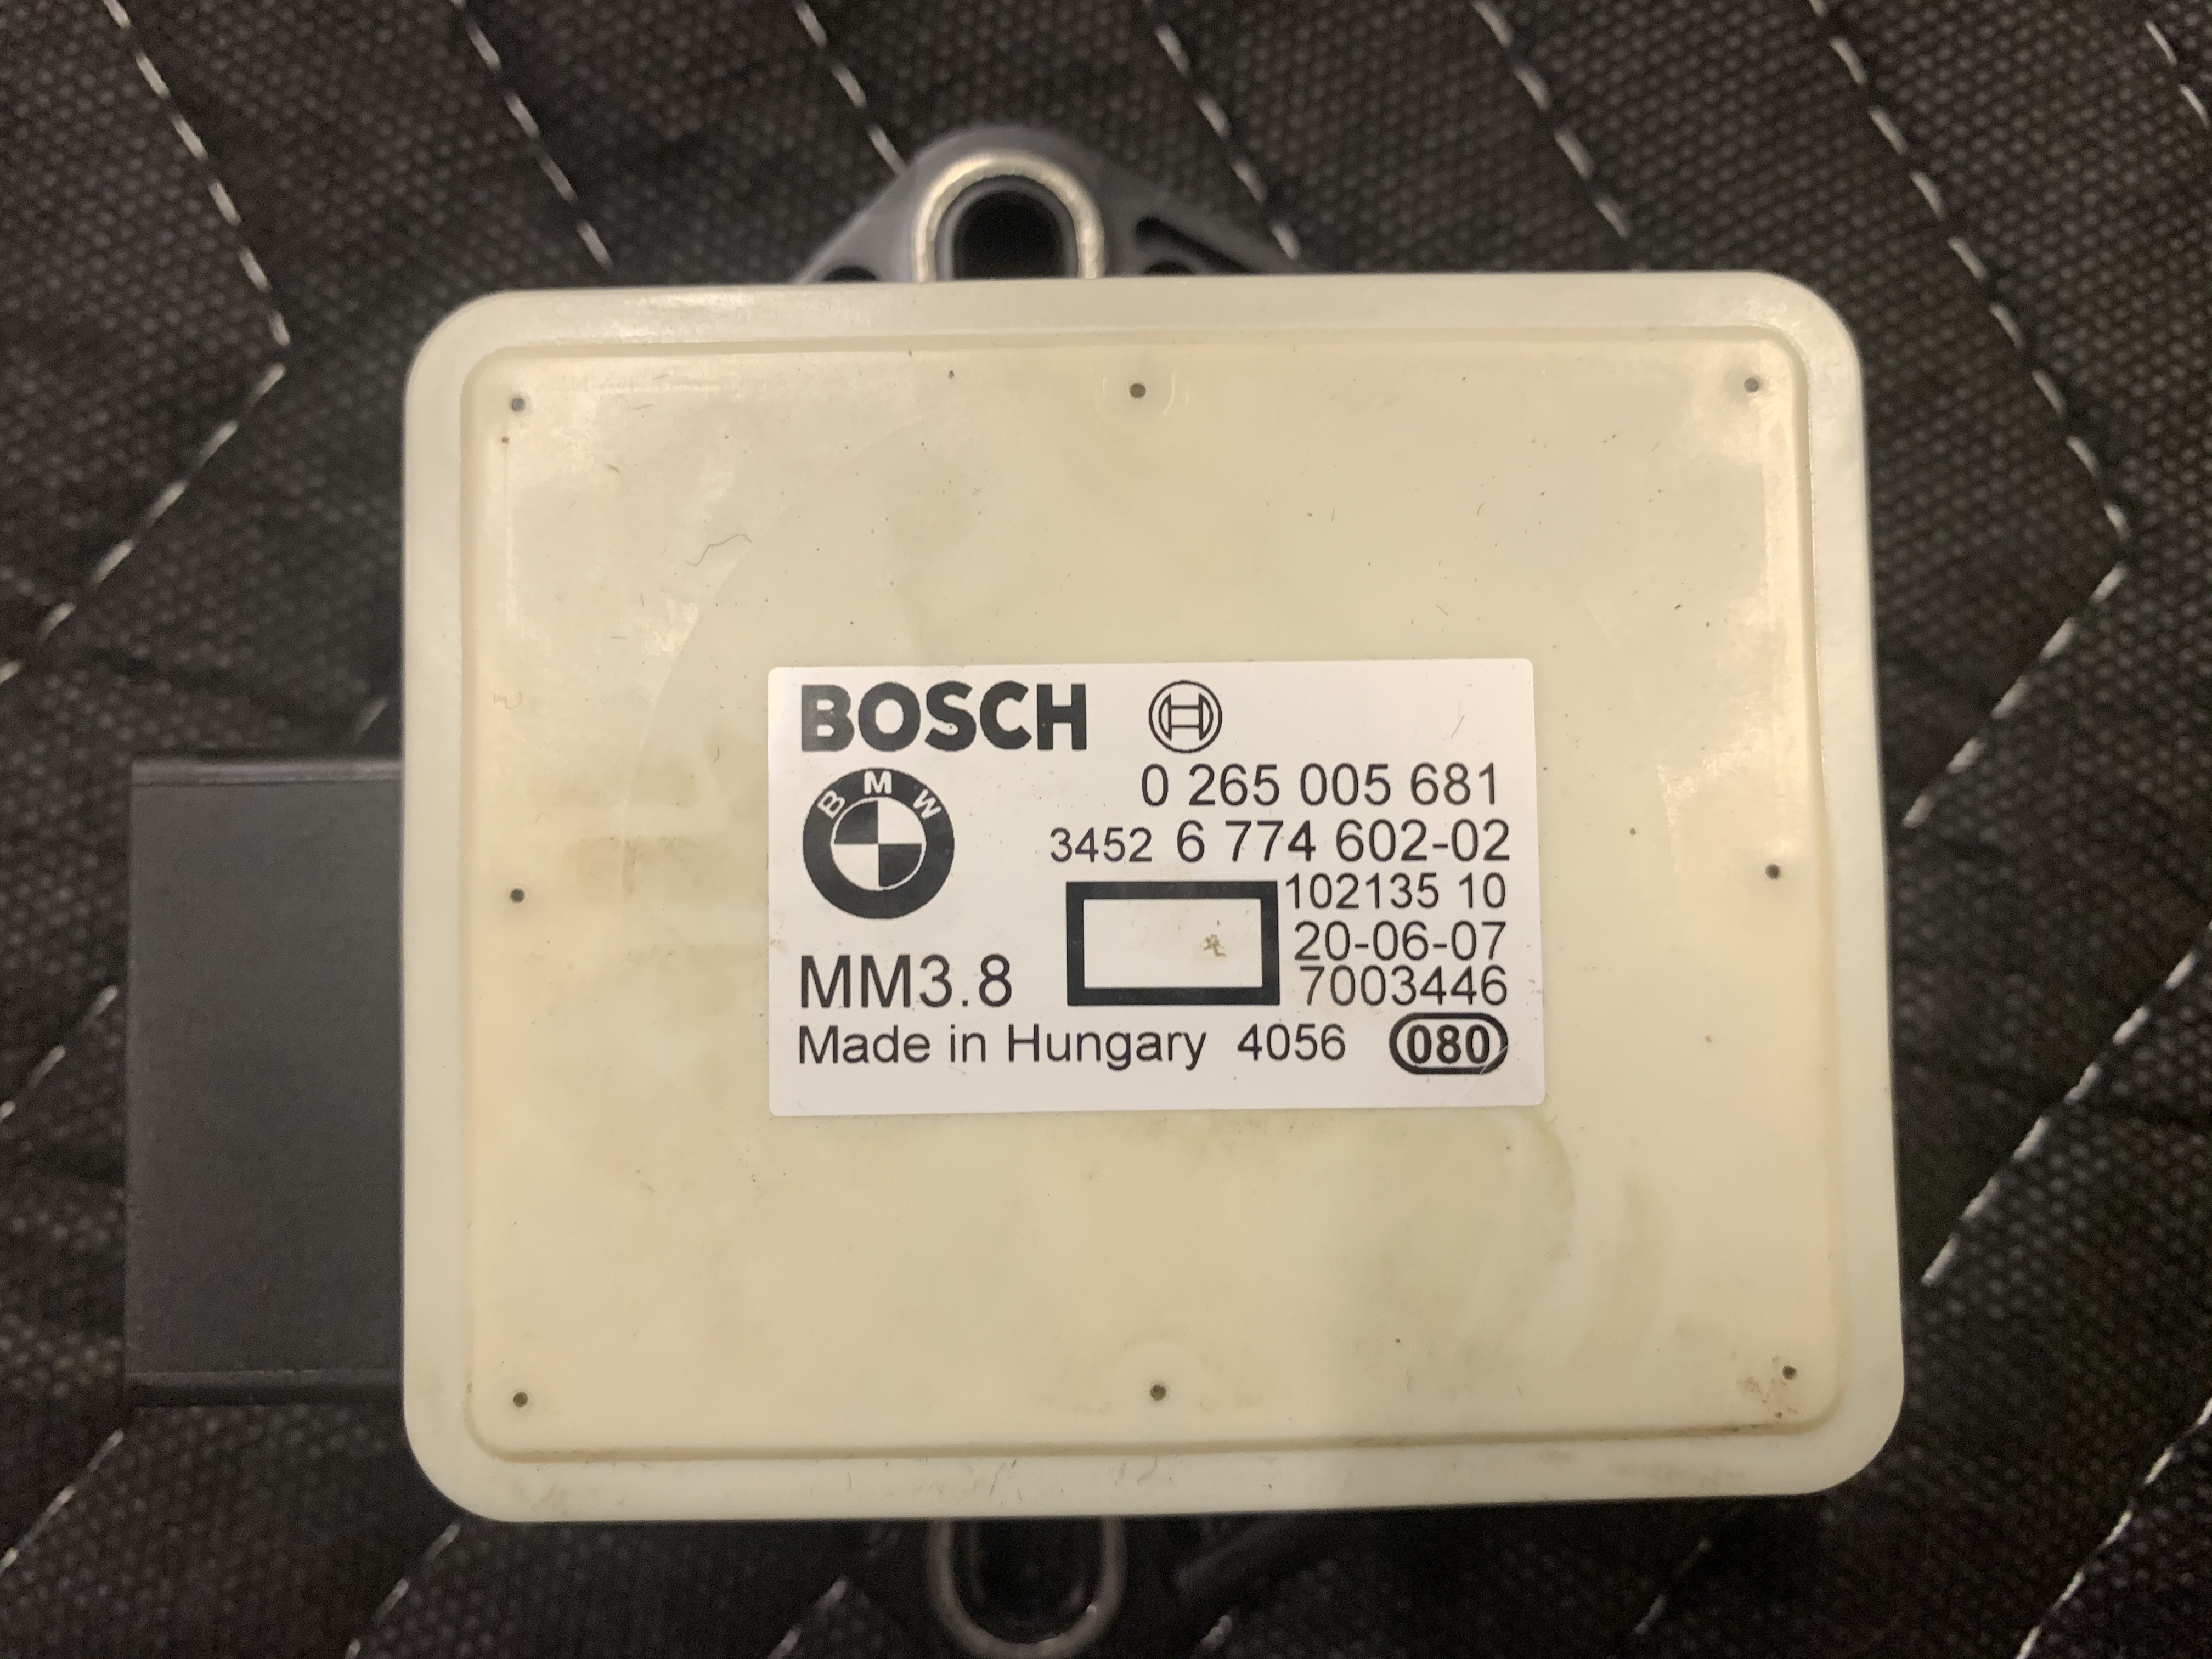 BOSCH
0 265 005 681
BMW
3452 6 774 602-02
102135 10
20-06-07
MM3.8
7003446
Made in Hungary 4056 080